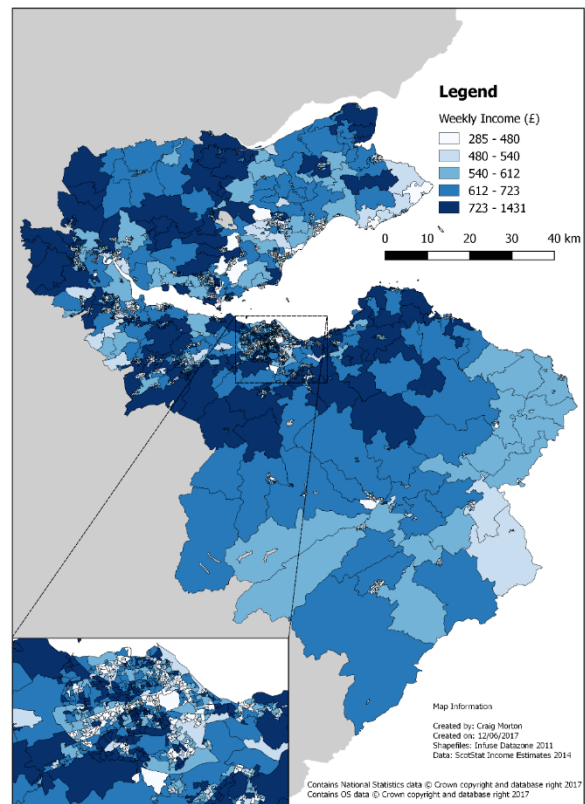 Legend
Weekly Income (£)
285 - 480
480 - 540
540 - 612
612 - 723
723 - 1431
0 10 20 30 40 km
Map Information
Created by: Craig Morton
Created on: 12/06/2017
Shapefiles: Infuse Datazone 2011
Data: ScotStat Income Estimates 2014
Contains National Statistics data © Crown copyright and database right 2017
Contains OS data © Crown copyright and database right 2017